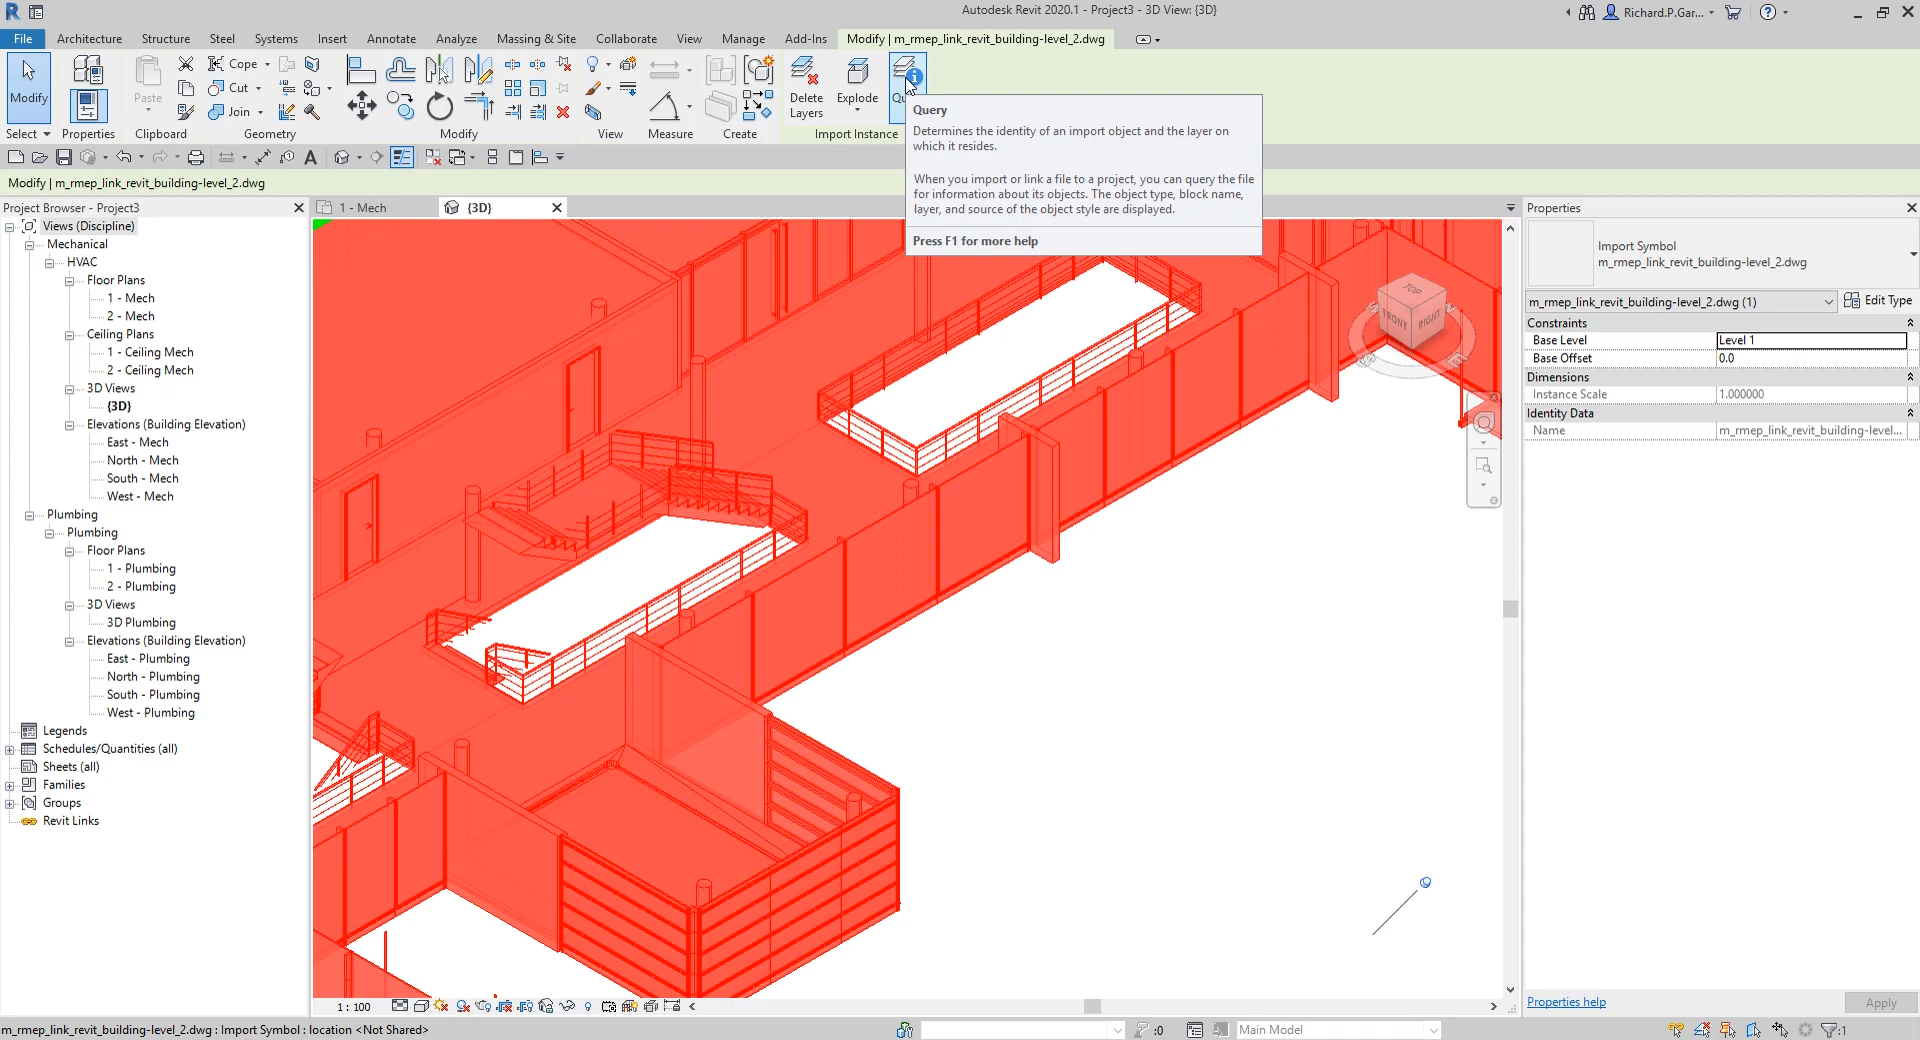 Autodesk Revit 2020.1 - Project3 - 3D View: {3D}
Richard.P.Gar...
File Architecture Structure Steel Systems Insert Annotate Analyze Massing & Site Collaborate View Manage Add-Ins Modify | m_rmep_link_revit_building-level_2.dwg
Modify
Paste
Cope
Cut
Join
Delete Layers
Explode
Select Properties Clipboard Geometry Modify View Measure Create Import Instance
Query
Determines the identity of an import object and the layer on
which it resides.
When you import or link a file to a project, you can query the file
for information about its objects. The object type, block name,
layer, and source of the object style are displayed.
Press F1 for more help
Modify | m_rmep_link_revit_building-level_2.dwg
Project Browser - Project3
1 - Mech
{3D}
Views (Discipline)
Mechanical
HVAC
Floor Plans
1 - Mech
2 - Mech
Ceiling Plans
1 - Ceiling Mech
2 - Ceiling Mech
3D Views
{3D}
Elevations (Building Elevation)
East - Mech
North - Mech
South - Mech
West - Mech
Plumbing
Plumbing
Floor Plans
1 - Plumbing
2 - Plumbing
3D Views
3D Plumbing
Elevations (Building Elevation)
East - Plumbing
North - Plumbing
South - Plumbing
West - Plumbing
Legends
Schedules/Quantities (all)
Sheets (all)
Families
Groups
Revit Links
TOP
FRONT
RIGHT
Properties
Import Symbol
m_rmep_link_revit_building-level_2.dwg
m_rmep_link_revit_building-level_2.dwg (1)
Edit Type
Constraints
Base Level Level 1
Base Offset 0.0
Dimensions
Instance Scale 1.000000
Identity Data
Name m_rmep_link_revit_building-level...
Properties help
Apply
1 : 100
m_rmep_link_revit_building-level_2.dwg : Import Symbol : location <Not Shared>
:0
Main Model
:1